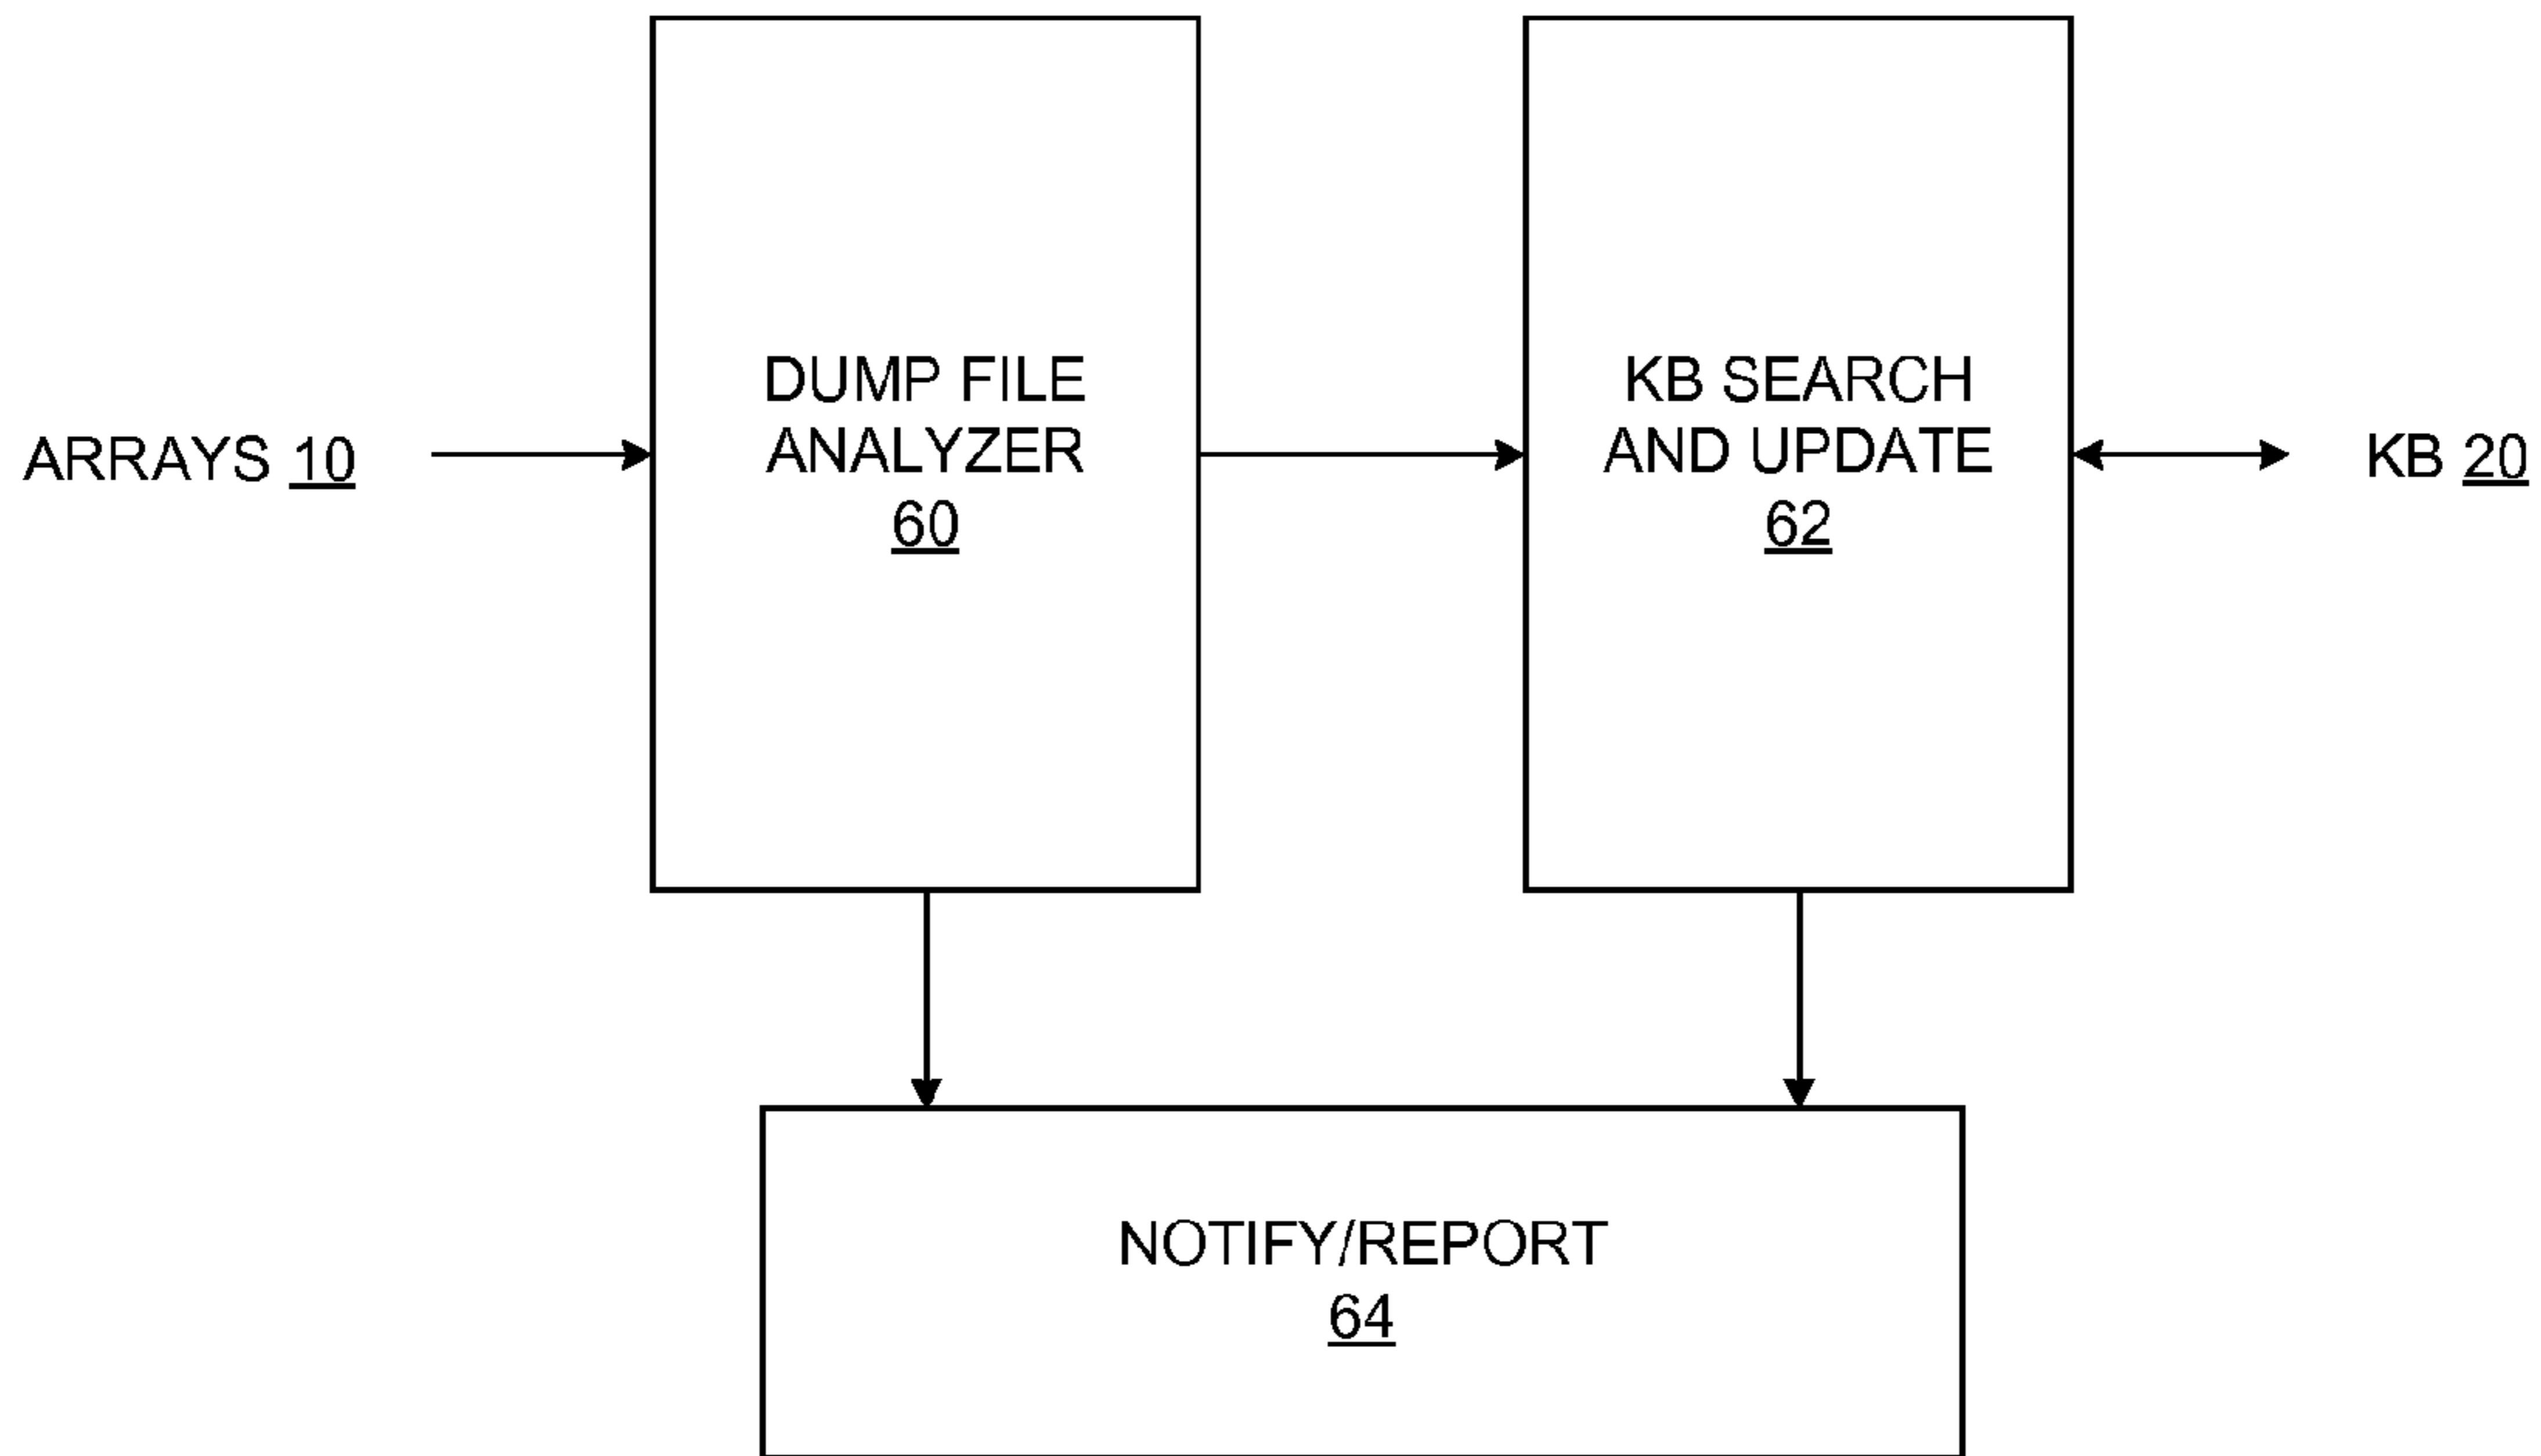 ARRAYS 10
DUMP FILE
ANALYZER
60
KB SEARCH
AND UPDATE
62
KB 20
NOTIFY/REPORT
64